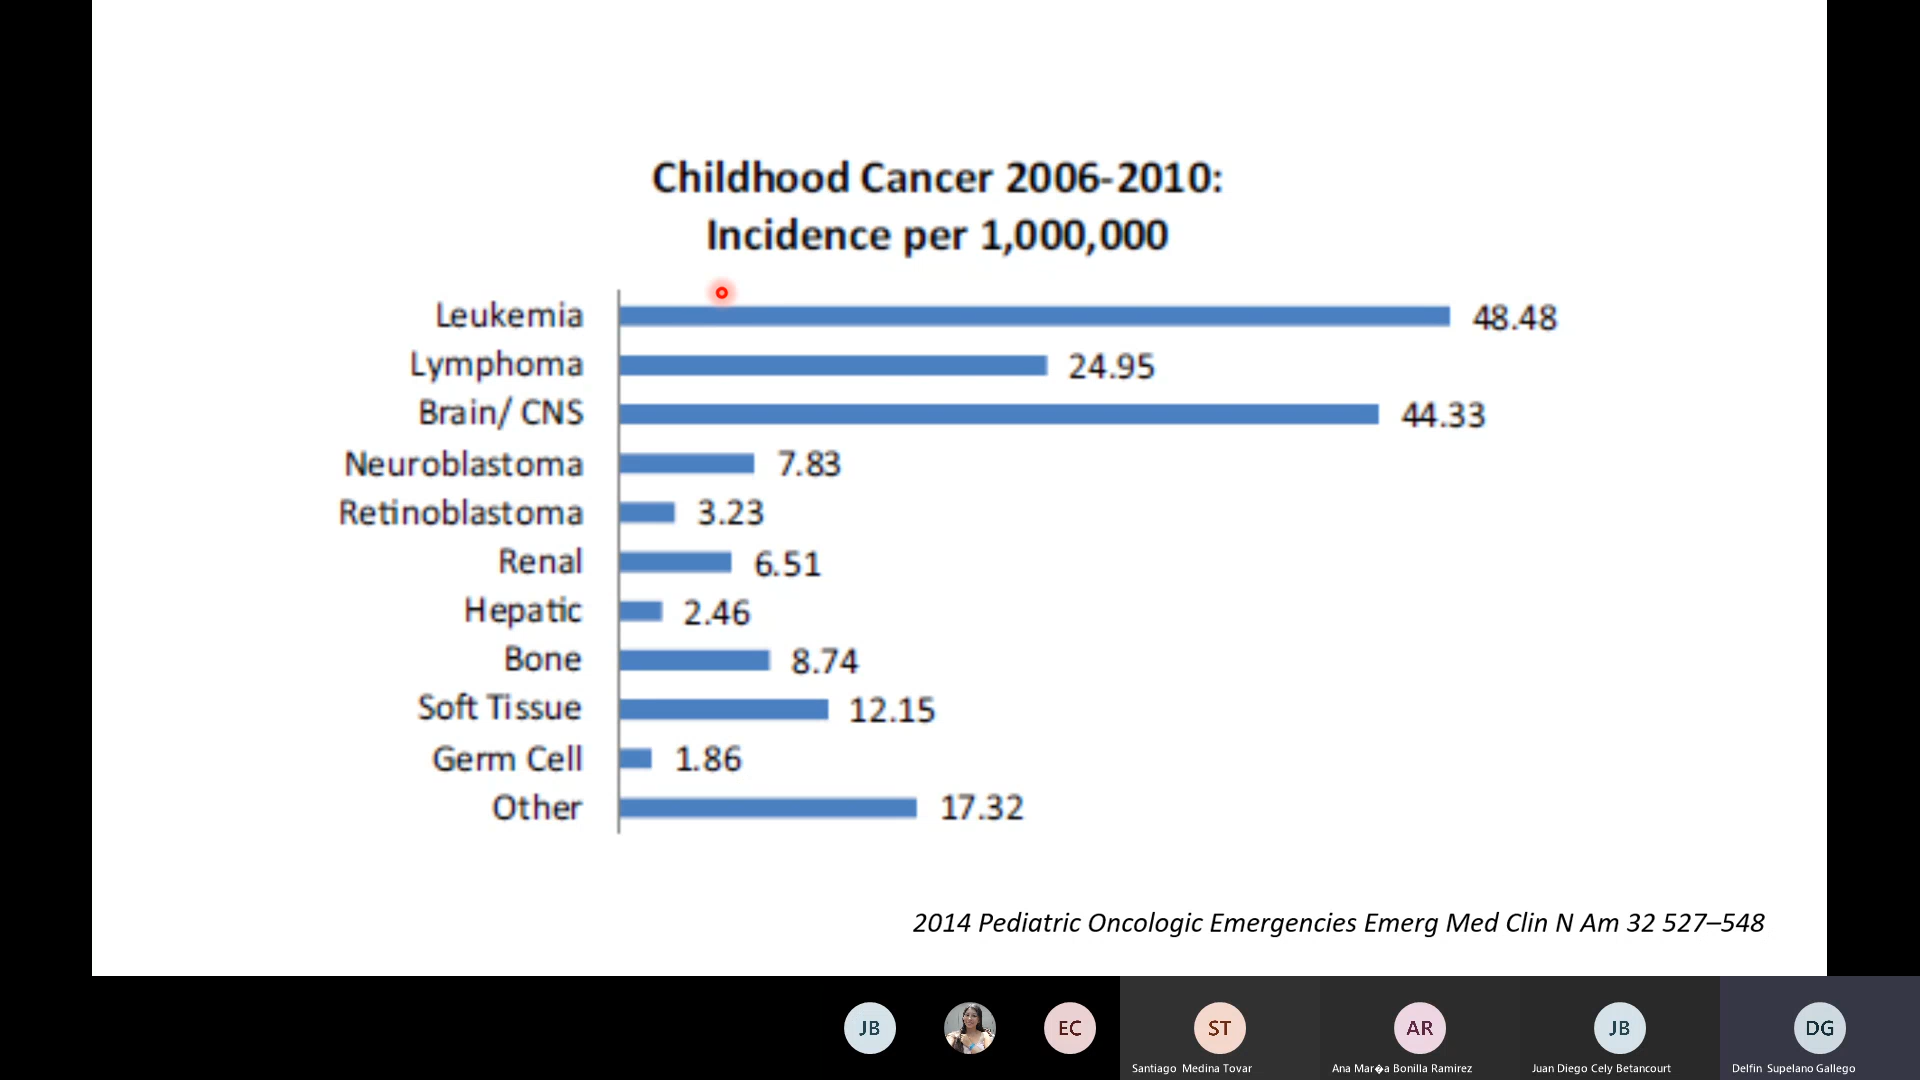 Childhood Cancer 2006-2010:
Incidence per 1,000,000
Leukemia 48.48
Lymphoma 24.95
Brain/ CNS 44.33
Neuroblastoma 7.83
Retinoblastoma 3.23
Renal 6.51
Hepatic 2.46
Bone 8.74
Soft Tissue 12.15
Germ Cell 1.86
Other 17.32
2014 Pediatric Oncologic Emergencies Emerg Med Clin N Am 32 527–548
JB EC ST AR JB DG
Santiago Medina Tovar Ana Mar�a Bonilla Ramirez Juan Diego Cely Betancourt Delfin Supelano Gallego